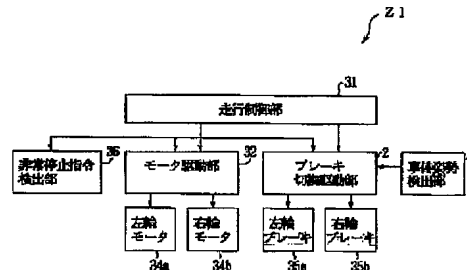 Z1
31
走行制御部
36
32
2
非常停止指令
検出部
モータ駆動部
ブレーキ
切換駆動部
車体姿勢
検出部
左輪
モータ
右輪
モータ
左輪
ブレーキ
右輪
ブレーキ
34a
34b
35a
35b